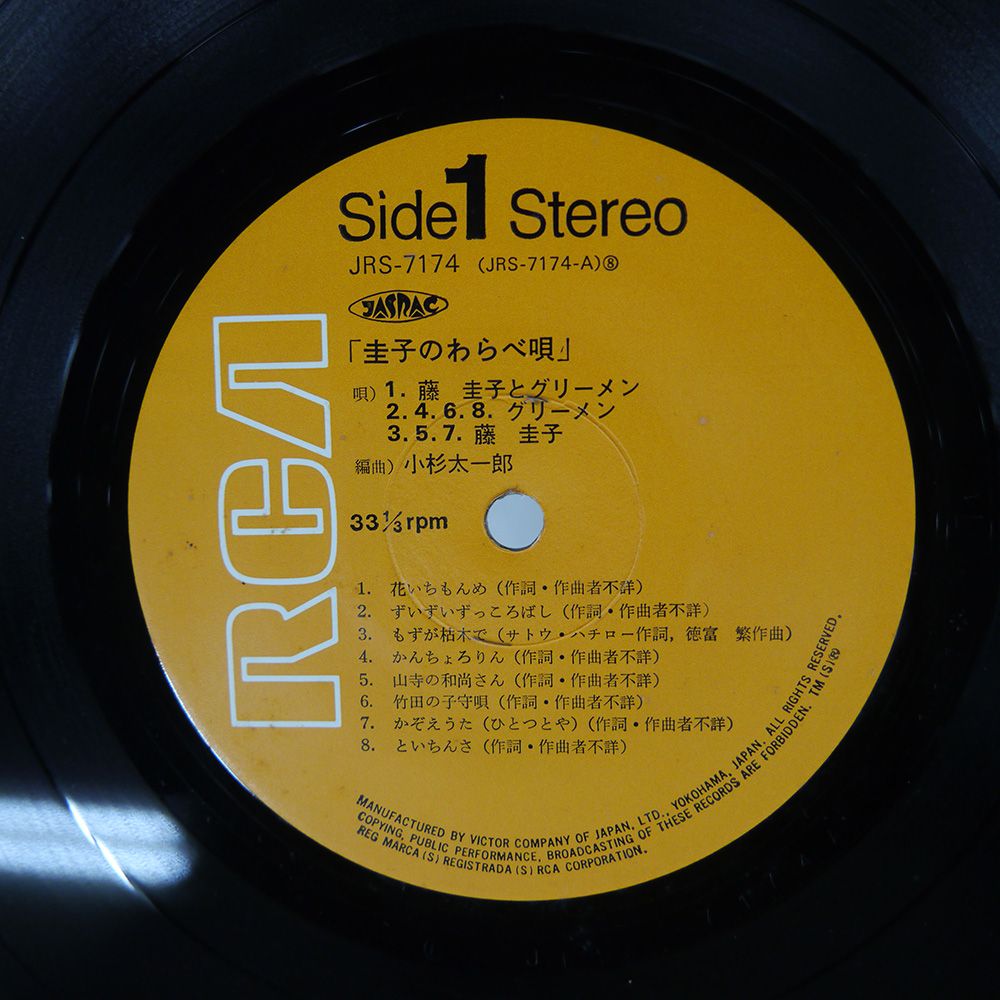 Side 1 Stereo
JRS-7174 (JRS-7174-A)⑧
JASRAC
「圭子のわらべ唄」
唄) 1. 藤 圭子とグリーメン
2.4.6.8. グリーメン
3.5.7. 藤 圭子
編曲) 小杉太一郎
33⅓rpm
RCA
1. 花いちもんめ (作詞・作曲者不詳)
2. ずいずいずっころばし (作詞・作曲者不詳)
3. もずが枯木で (サトウ・ハチロー作詞, 徳富 繁作曲)
4. かんちょろりん (作詞・作曲者不詳)
5. 山寺の和尚さん (作詞・作曲者不詳)
6. 竹田の子守唄 (作詞・作曲者不詳)
7. かぞえうた (ひとつとや) (作詞・作曲者不詳)
8. といちんさ (作詞・作曲者不詳)
MANUFACTURED BY VICTOR COMPANY OF JAPAN, LTD., YOKOHAMA, JAPAN. ALL RIGHTS RESERVED.
COPYING, PUBLIC PERFORMANCE, BROADCASTING OF THESE RECORDS ARE FORBIDDEN. TM(S)®
REG MARCA(S) REGISTRADA(S) RCA CORPORATION.